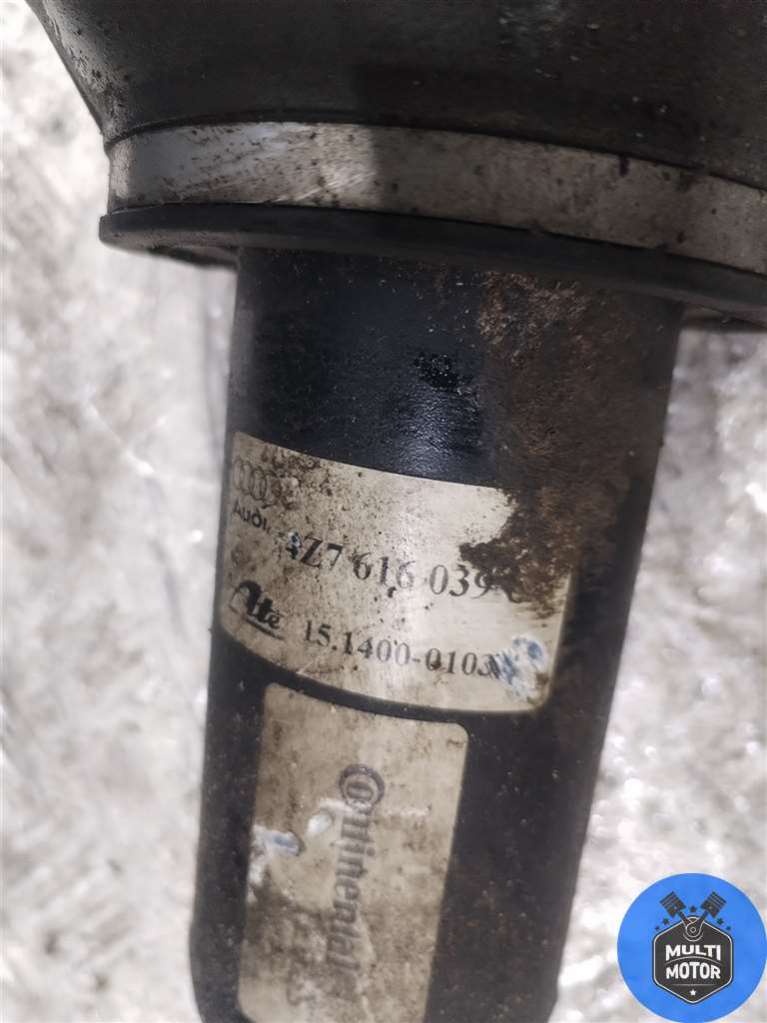 AUDI
4Z7 616 039
Ate
15.1400-0103
Continental
MULTI
MOTOR